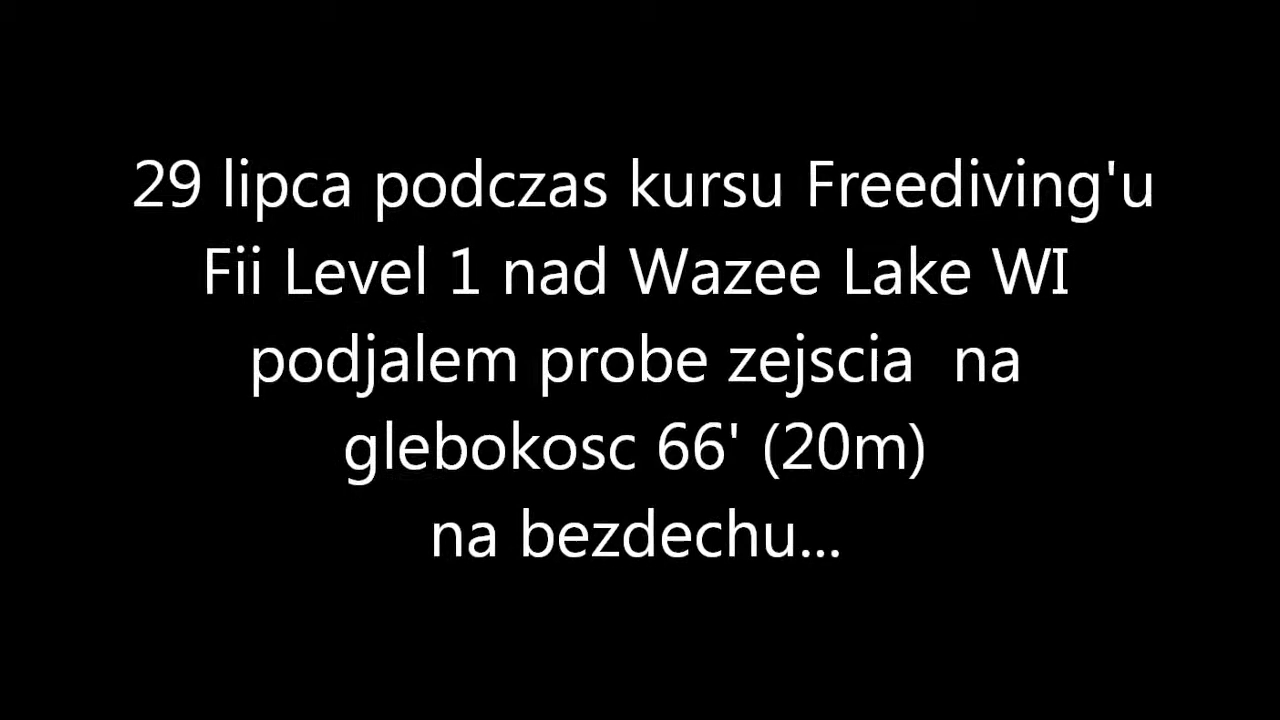 29 lipca podczas kursu Freediving'u
Fii Level 1 nad Wazee Lake WI
podjalem probe zejscia  na
glebokosc 66' (20m)
na bezdechu...